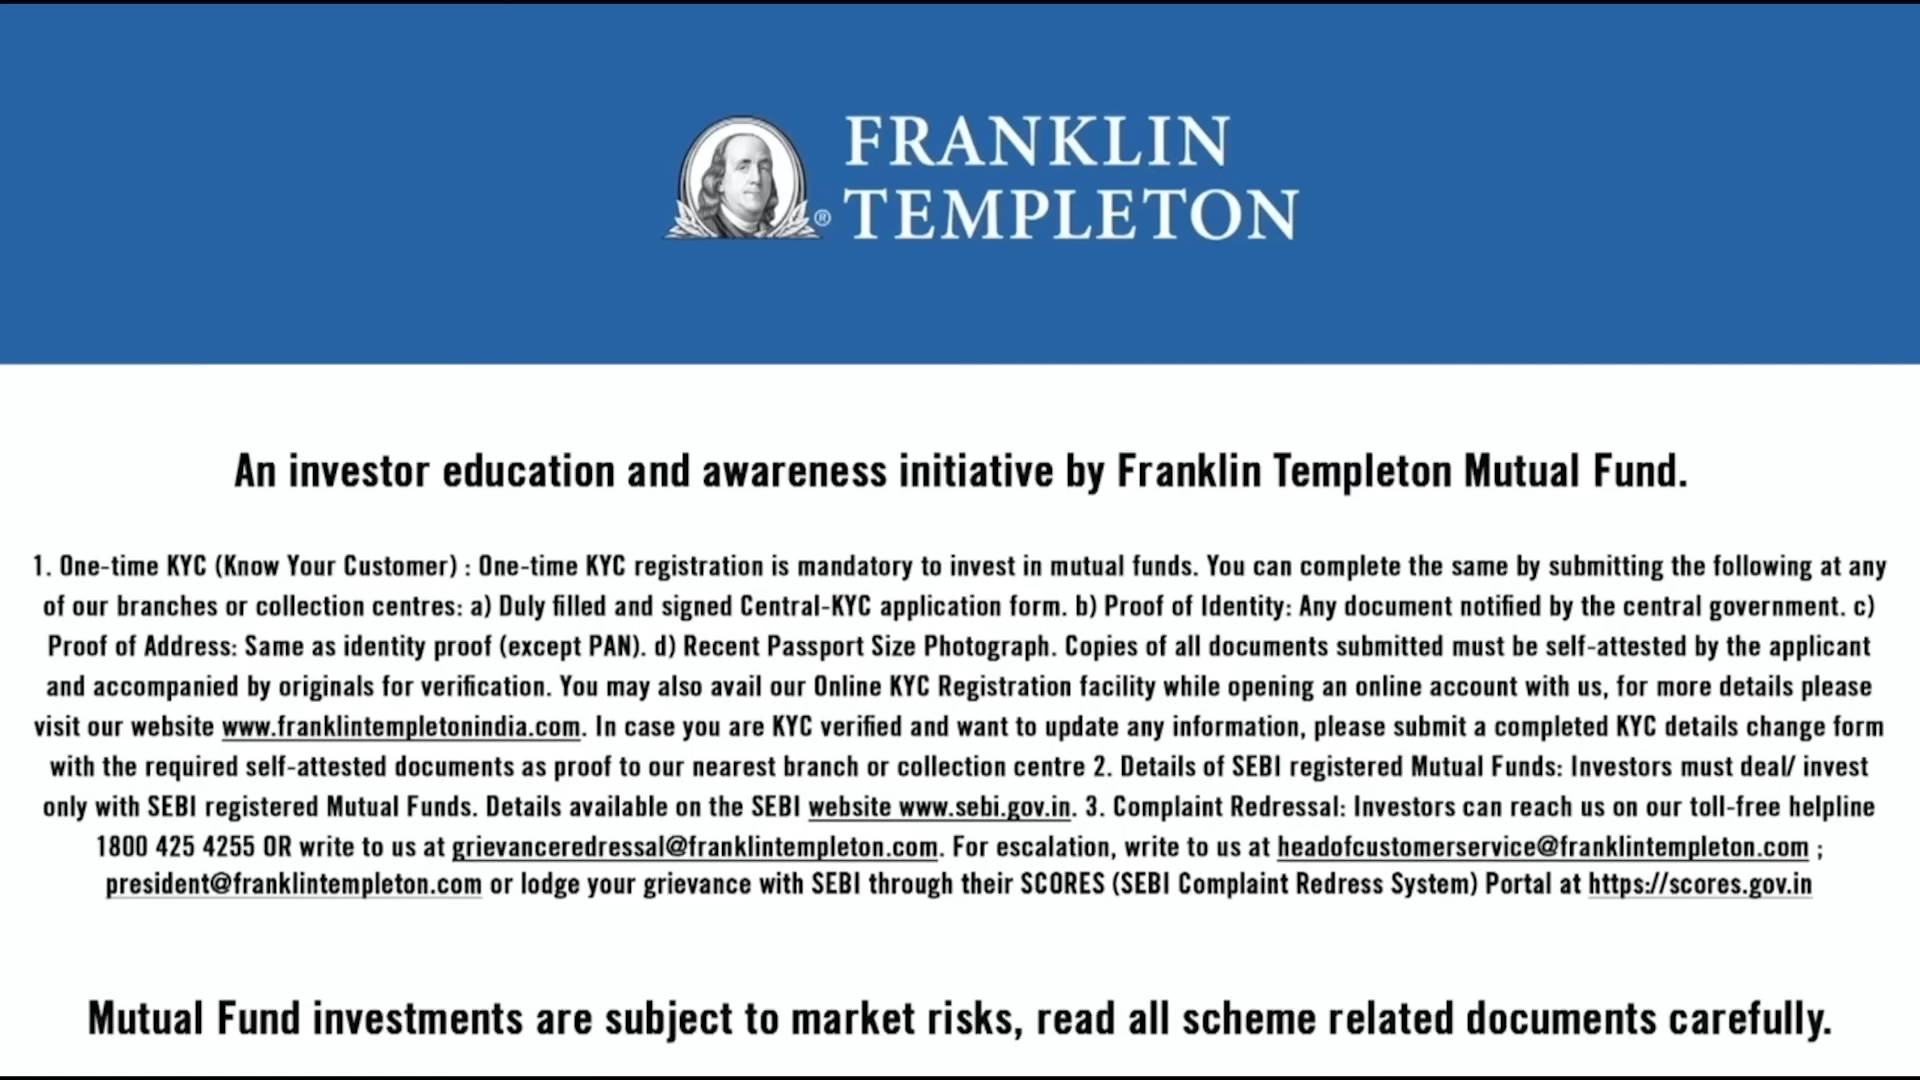 FRANKLIN
TEMPLETON
®
An investor education and awareness initiative by Franklin Templeton Mutual Fund.
1. One-time KYC (Know Your Customer) : One-time KYC registration is mandatory to invest in mutual funds. You can complete the same by submitting the following at any
of our branches or collection centres: a) Duly filled and signed Central-KYC application form. b) Proof of Identity: Any document notified by the central government. c)
Proof of Address: Same as identity proof (except PAN). d) Recent Passport Size Photograph. Copies of all documents submitted must be self-attested by the applicant
and accompanied by originals for verification. You may also avail our Online KYC Registration facility while opening an online account with us, for more details please
visit our website www.franklintempletonindia.com. In case you are KYC verified and want to update any information, please submit a completed KYC details change form
with the required self-attested documents as proof to our nearest branch or collection centre 2. Details of SEBI registered Mutual Funds: Investors must deal/ invest
only with SEBI registered Mutual Funds. Details available on the SEBI website www.sebi.gov.in. 3. Complaint Redressal: Investors can reach us on our toll-free helpline
1800 425 4255 OR write to us at grievanceredressal@franklintempleton.com. For escalation, write to us at headofcustomerservice@franklintempleton.com ;
president@franklintempleton.com or lodge your grievance with SEBI through their SCORES (SEBI Complaint Redress System) Portal at https://scores.gov.in
Mutual Fund investments are subject to market risks, read all scheme related documents carefully.